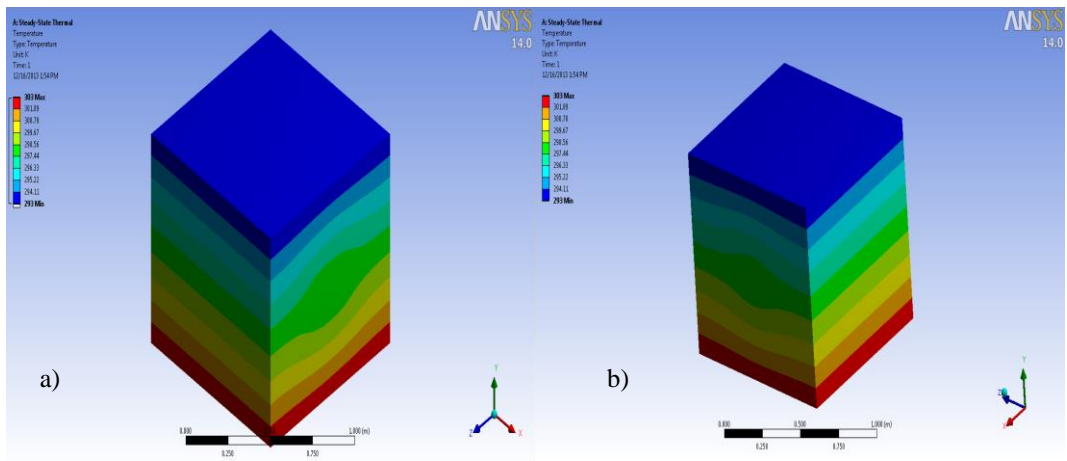 A: Steady-State Thermal
Temperature
Type: Temperature
Unit: K
Time: 1
12/16/2013 1:54 PM
303 Max
301.89
300.78
299.67
298.56
297.44
296.33
295.22
294.11
293 Min
ANSYS
14.0
a)
0.000
0.250
0.750
1.000 (m)
Y
Z
X
A: Steady-State Thermal
Temperature
Type: Temperature
Unit: K
Time: 1
12/16/2013 1:54 PM
303 Max
301.89
300.78
299.67
298.56
297.44
296.33
295.22
294.11
293 Min
ANSYS
14.0
b)
0.000
0.500
1.000 (m)
0.250
0.750
Y
Z
X